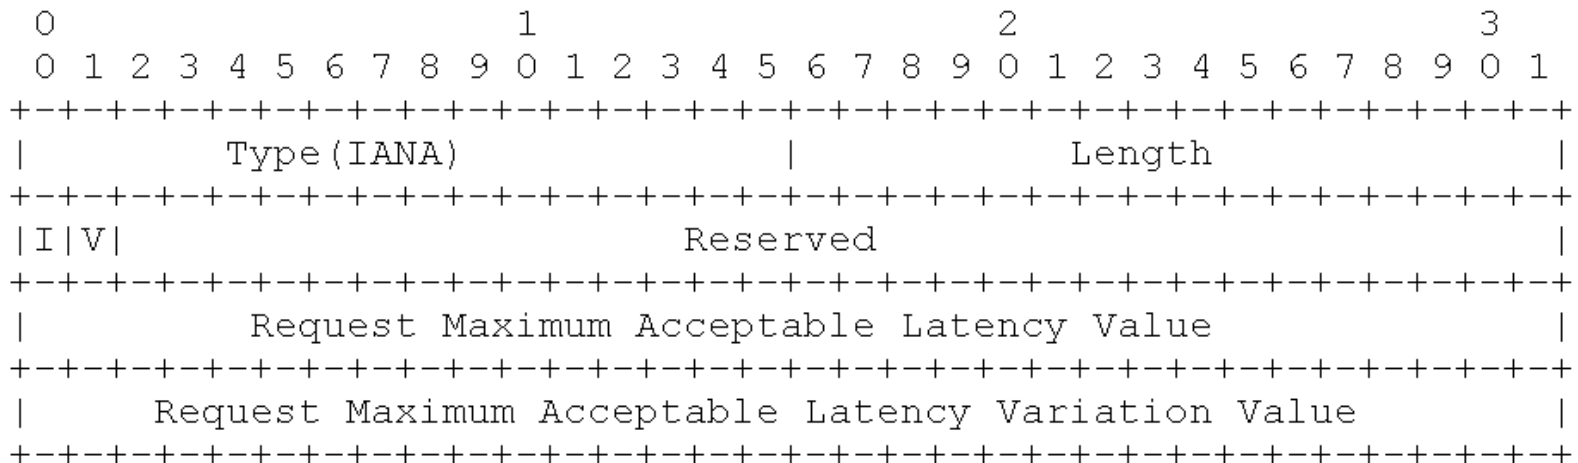 0                   1                   2                   3
 0 1 2 3 4 5 6 7 8 9 0 1 2 3 4 5 6 7 8 9 0 1 2 3 4 5 6 7 8 9 0 1
+-+-+-+-+-+-+-+-+-+-+-+-+-+-+-+-+-+-+-+-+-+-+-+-+-+-+-+-+-+-+-+-+
|        Type(IANA)             |           Length              |
+-+-+-+-+-+-+-+-+-+-+-+-+-+-+-+-+-+-+-+-+-+-+-+-+-+-+-+-+-+-+-+-+
|I|V|                       Reserved                            |
+-+-+-+-+-+-+-+-+-+-+-+-+-+-+-+-+-+-+-+-+-+-+-+-+-+-+-+-+-+-+-+-+
|         Request Maximum Acceptable Latency Value              |
+-+-+-+-+-+-+-+-+-+-+-+-+-+-+-+-+-+-+-+-+-+-+-+-+-+-+-+-+-+-+-+-+
|     Request Maximum Acceptable Latency Variation Value        |
+-+-+-+-+-+-+-+-+-+-+-+-+-+-+-+-+-+-+-+-+-+-+-+-+-+-+-+-+-+-+-+-+